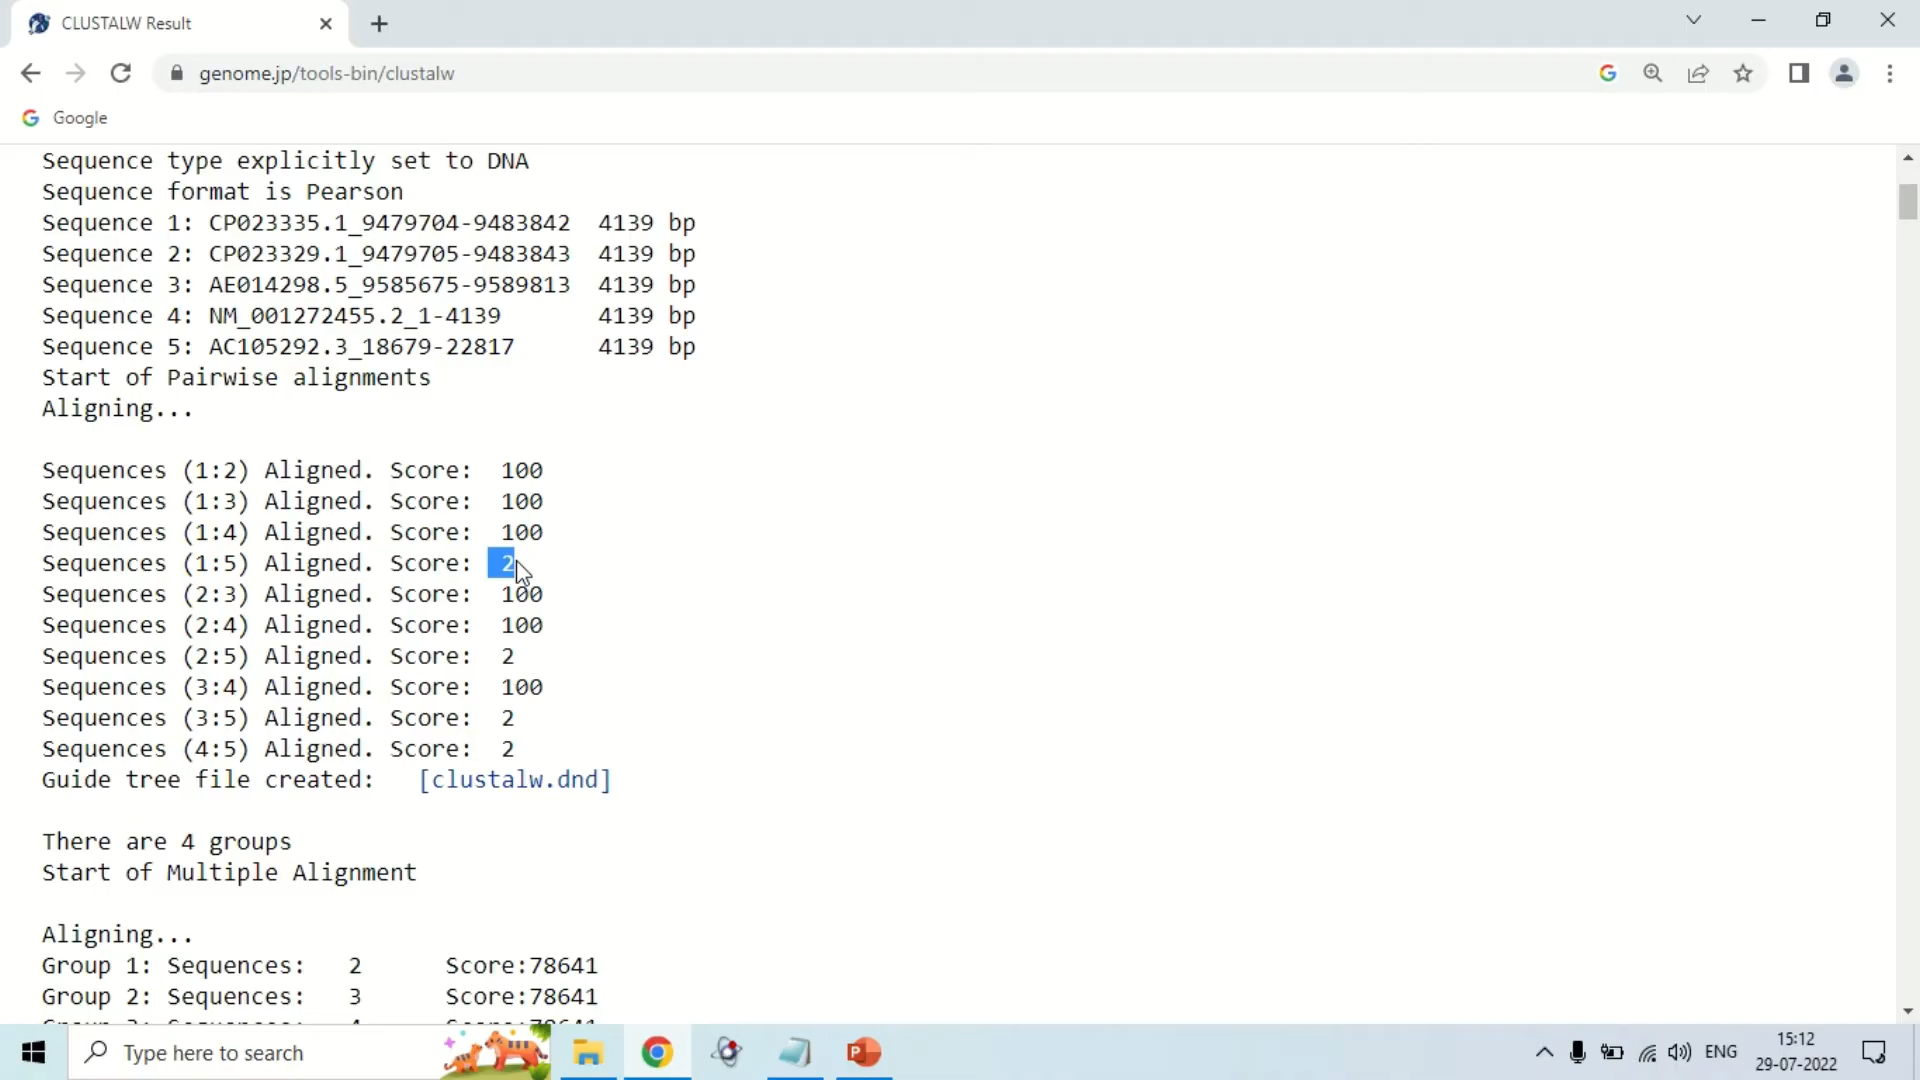 CLUSTALW Result
genome.jp/tools-bin/clustalw
Google
Sequence type explicitly set to DNA
Sequence format is Pearson
Sequence 1: CP023335.1_9479704-9483842 4139 bp
Sequence 2: CP023329.1_9479705-9483843 4139 bp
Sequence 3: AE014298.5_9585675-9589813 4139 bp
Sequence 4: NM_001272455.2_1-4139 4139 bp
Sequence 5: AC105292.3_18679-22817 4139 bp
Start of Pairwise alignments
Aligning...
Sequences (1:2) Aligned. Score: 100
Sequences (1:3) Aligned. Score: 100
Sequences (1:4) Aligned. Score: 100
Sequences (1:5) Aligned. Score: 2
Sequences (2:3) Aligned. Score: 100
Sequences (2:4) Aligned. Score: 100
Sequences (2:5) Aligned. Score: 2
Sequences (3:4) Aligned. Score: 100
Sequences (3:5) Aligned. Score: 2
Sequences (4:5) Aligned. Score: 2
Guide tree file created: [clustalw.dnd]
There are 4 groups
Start of Multiple Alignment
Aligning...
Group 1: Sequences: 2 Score:78641
Group 2: Sequences: 3 Score:78641
Type here to search
ENG
15:12
29-07-2022